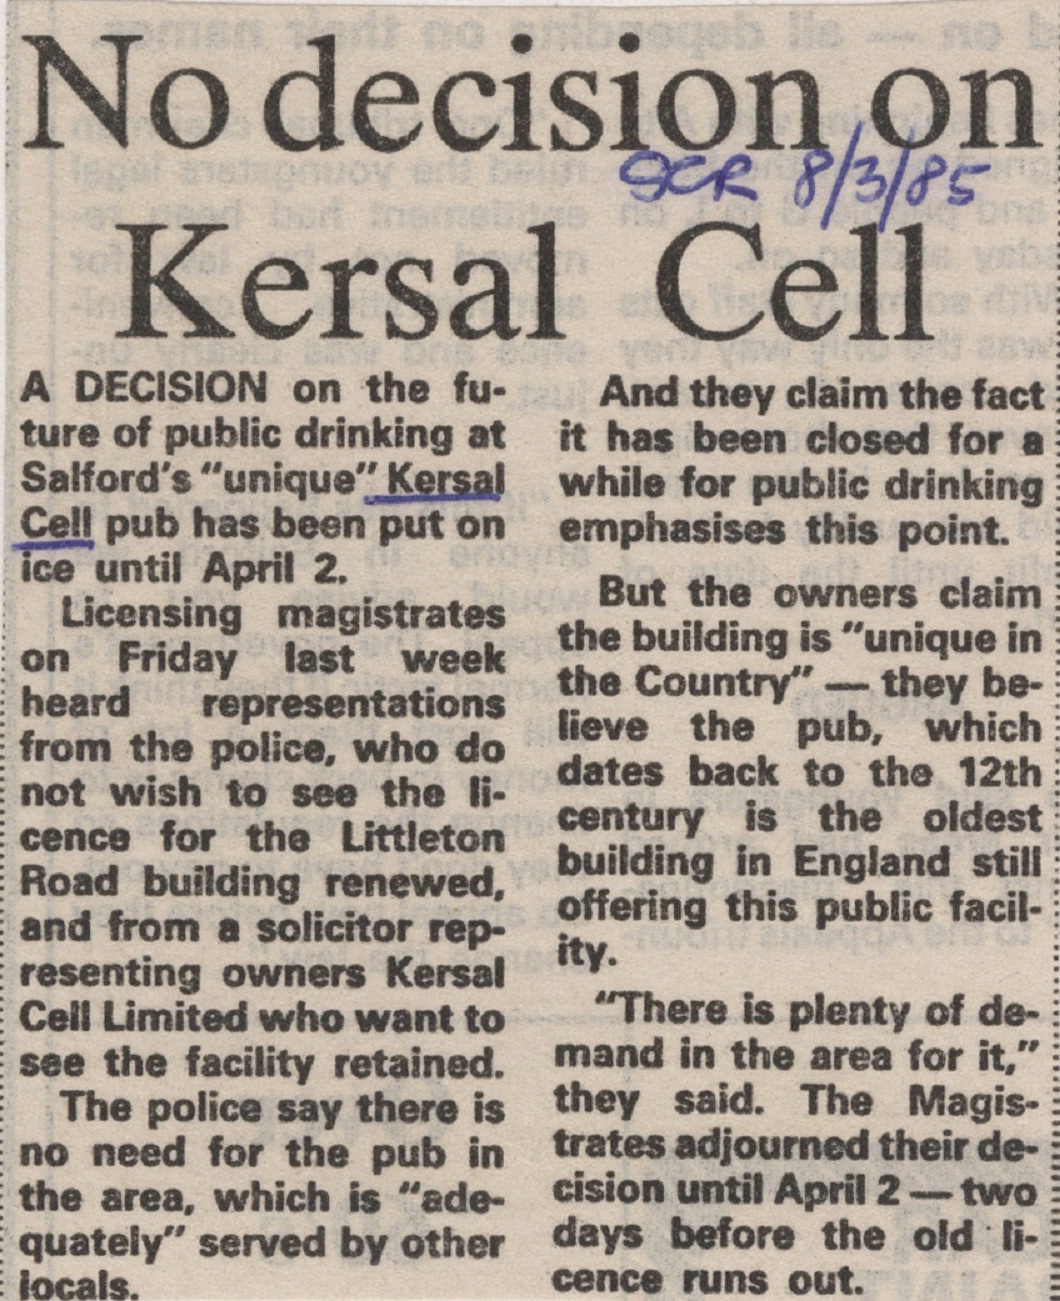 No decision on
SCR 8/3/85
Kersal Cell
A DECISION on the fu-
ture of public drinking at
Salford's "unique" Kersal
Cell pub has been put on
ice until April 2.
Licensing magistrates
on Friday last week
heard representations
from the police, who do
not wish to see the li-
cence for the Littleton
Road building renewed,
and from a solicitor rep-
resenting owners Kersal
Cell Limited who want to
see the facility retained.
The police say there is
no need for the pub in
the area, which is "ade-
quately" served by other
locals.
And they claim the fact
it has been closed for a
while for public drinking
emphasises this point.
But the owners claim
the building is "unique in
the Country" — they be-
lieve the pub, which
dates back to the 12th
century is the oldest
building in England still
offering this public facil-
ity.
"There is plenty of de-
mand in the area for it,"
they said. The Magis-
trates adjourned their de-
cision until April 2 — two
days before the old li-
cence runs out.